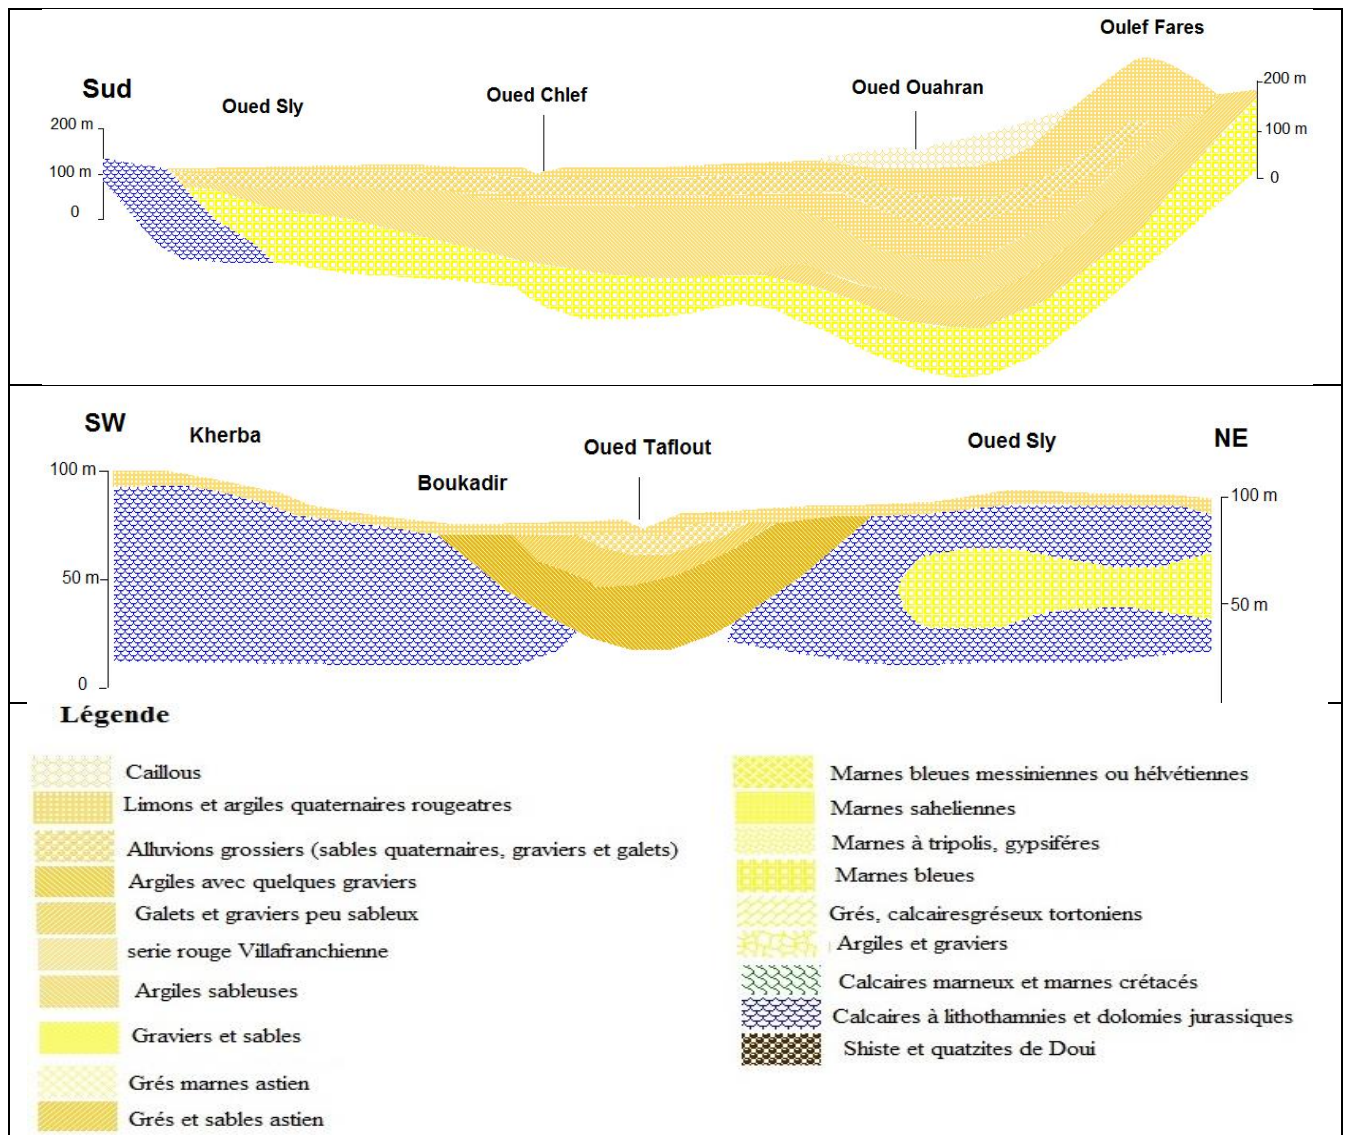 Oulef Fares
Sud
Oued Sly
Oued Chlef
Oued Ouahran
200 m
100 m
0
200 m
100 m
0
SW
Kherba
Boukadir
Oued Taflout
Oued Sly
NE
100 m
50 m
0
100 m
50 m
Légende
Caillous
Limons et argiles quaternaires rougeatres
Alluvions grossiers (sables quaternaires, graviers et galets)
Argiles avec quelques graviers
Galets et graviers peu sableux
serie rouge Villafranchienne
Argiles sableuses
Graviers et sables
Grés marnes astien
Grés et sables astien
Marnes bleues messiniennes ou hélvétiennes
Marnes saheliennes
Marnes à tripolis, gypsiféres
Marnes bleues
Grés, calcairesgréseux tortoniens
Argiles et graviers
Calcaires marneux et marnes crétacés
Calcaires à lithothamnies et dolomies jurassiques
Shiste et quatzites de Doui